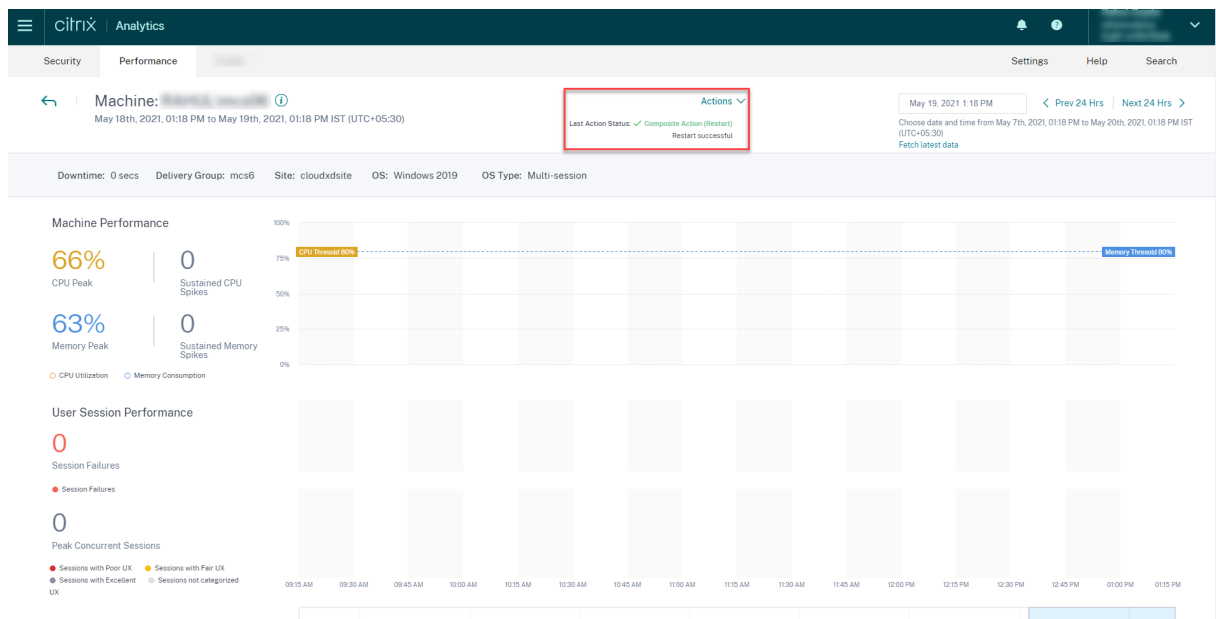 citrix | Analytics
Security Performance
Settings Help Search
Machine:
May 18th, 2021, 01:18 PM to May 19th, 2021, 01:18 PM IST (UTC+05:30)
Actions
Last Action Status: ✓ Composite Action (Restart)
Restart successful
May 19, 2021 1:18 PM
Prev 24 Hrs | Next 24 Hrs
Choose date and time from May 7th, 2021, 01:18 PM to May 20th, 2021, 01:18 PM IST
(UTC+05:30)
Fetch latest data
Downtime: 0 secs Delivery Group: mcs6 Site: cloudxdsite OS: Windows 2019 OS Type: Multi-session
Machine Performance
66%
CPU Peak
0
Sustained CPU
Spikes
63%
Memory Peak
0
Sustained Memory
Spikes
CPU Utilization Memory Consumption
100%
75%
50%
25%
0%
CPU Thresold 80%
Memory Thresold 80%
User Session Performance
0
Session Failures
Session Failures
0
Peak Concurrent Sessions
Sessions with Poor UX Sessions with Fair UX
Sessions with Excellent Sessions not categorized
UX
09:15 AM 09:30 AM 09:45 AM 10:00 AM 10:15 AM 10:30 AM 10:45 AM 11:00 AM 11:15 AM 11:30 AM 11:45 AM 12:00 PM 12:15 PM 12:30 PM 12:45 PM 01:00 PM 01:15 PM